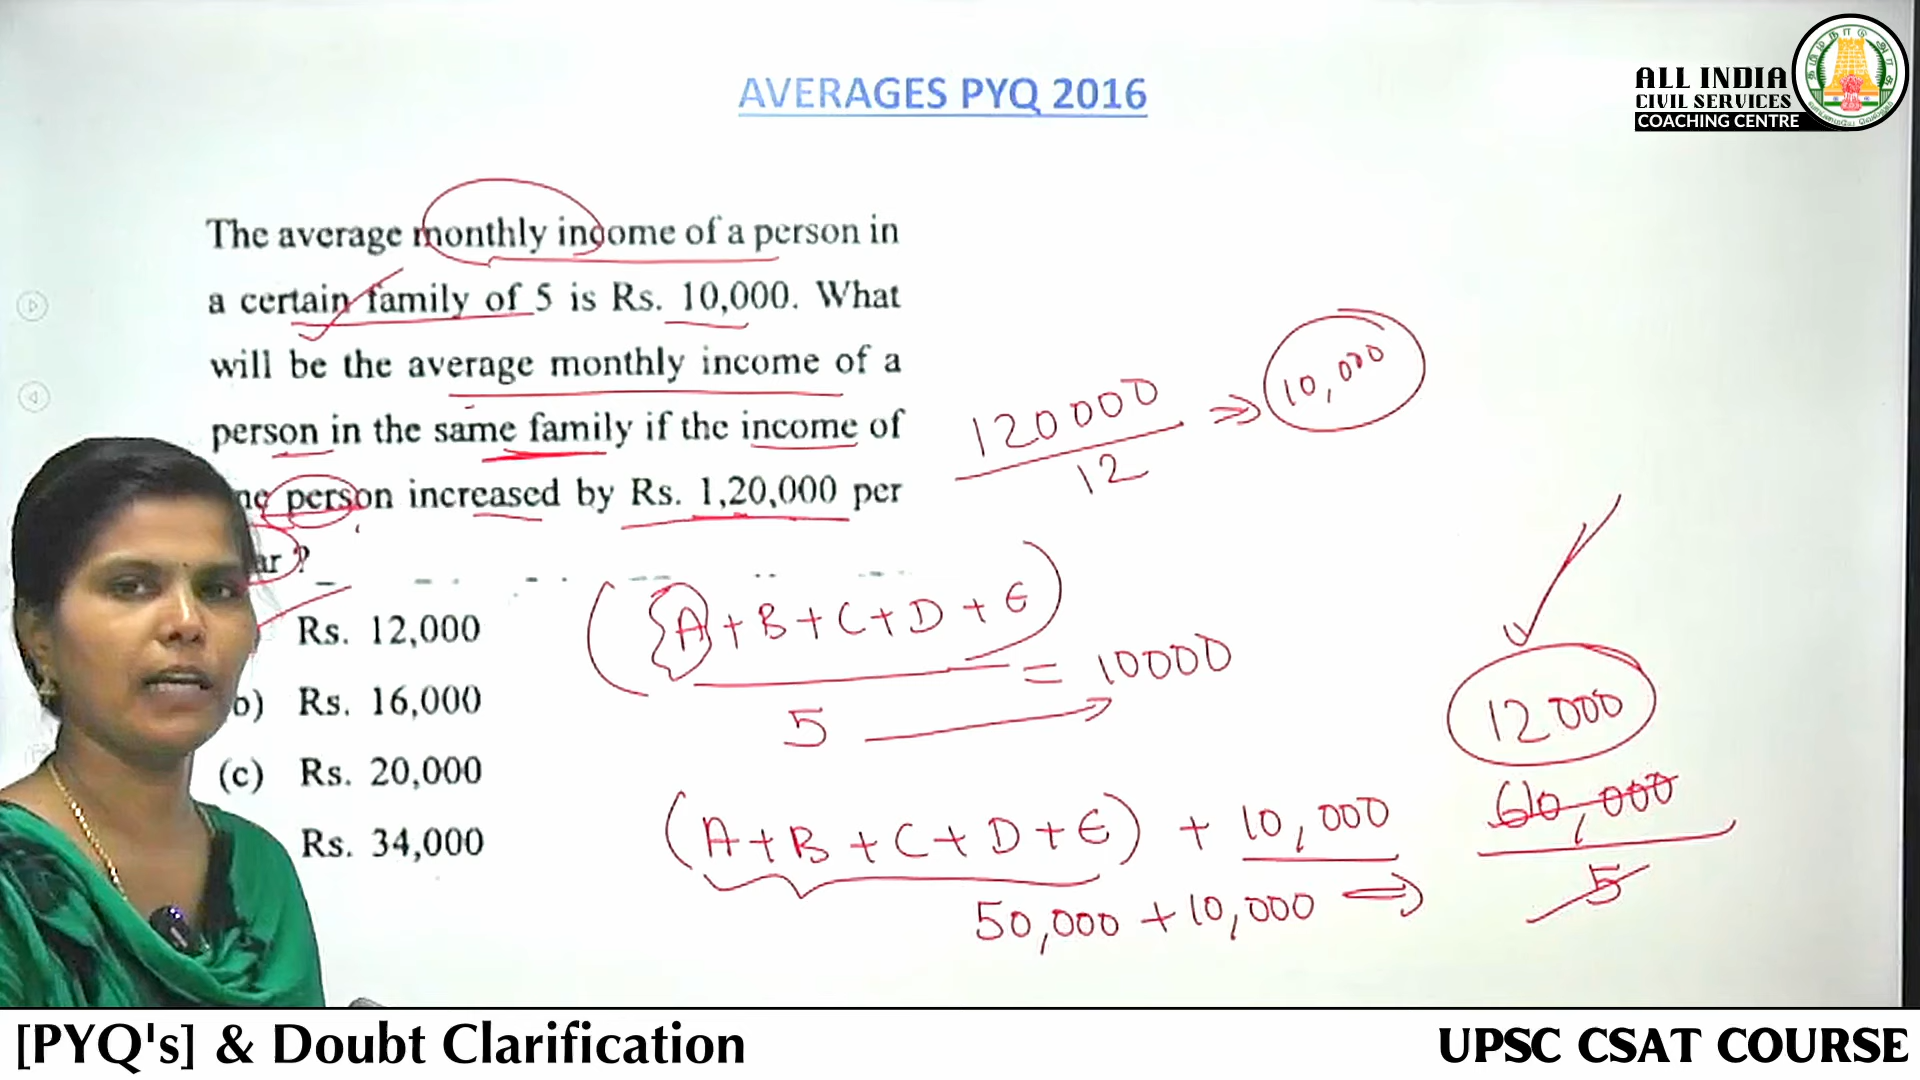 AVERAGES PYQ 2016
ALL INDIA
CIVIL SERVICES
COACHING CENTRE
The average monthly income of a person in
a certain family of 5 is Rs. 10,000. What
will be the average monthly income of a
person in the same family if the income of
person increased by Rs. 1,20,000 per
?
Rs. 12,000
b) Rs. 16,000
(c) Rs. 20,000
Rs. 34,000
120000
12
⇒ 10,000
(A+B+C+D+E)
5
= 10000
(A+B+C+D+E) + 10,000
50,000 + 10,000 ⇒
60,000
5
12000
[PYQ's] & Doubt Clarification
UPSC CSAT COURSE